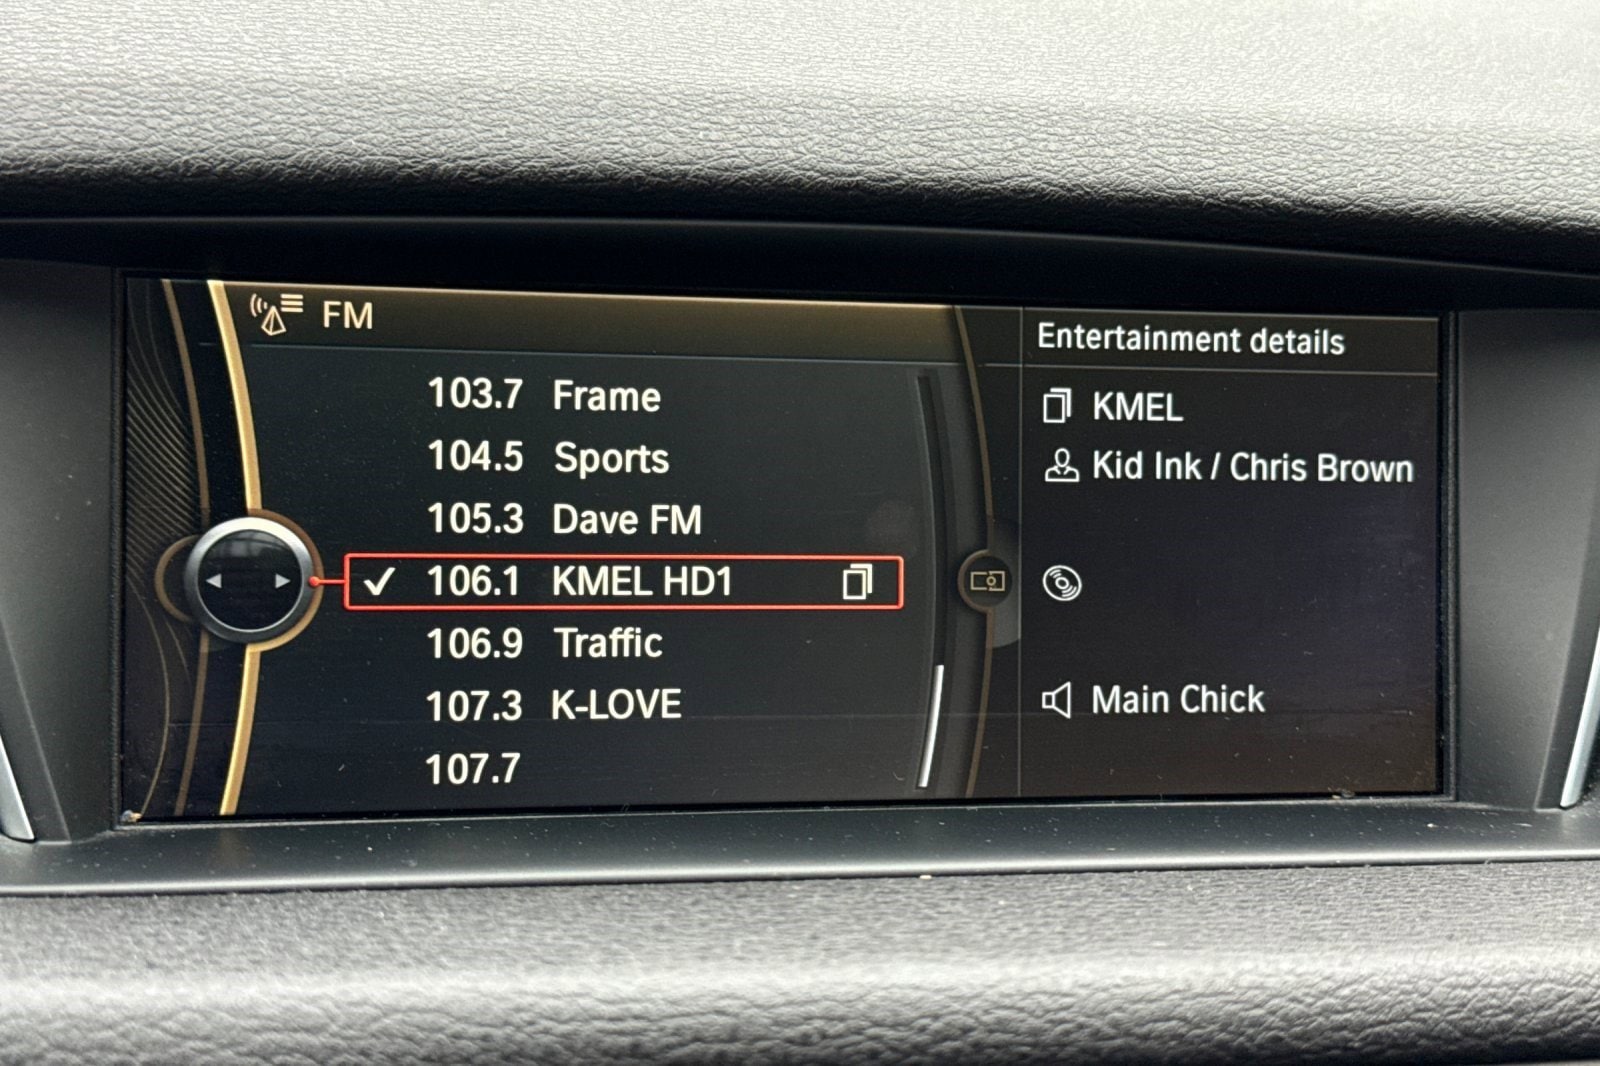 FM
103.7 Frame
104.5 Sports
105.3 Dave FM
106.1 KMEL HD1
106.9 Traffic
107.3 K-LOVE
107.7
Entertainment details
KMEL
Kid Ink / Chris Brown
Main Chick